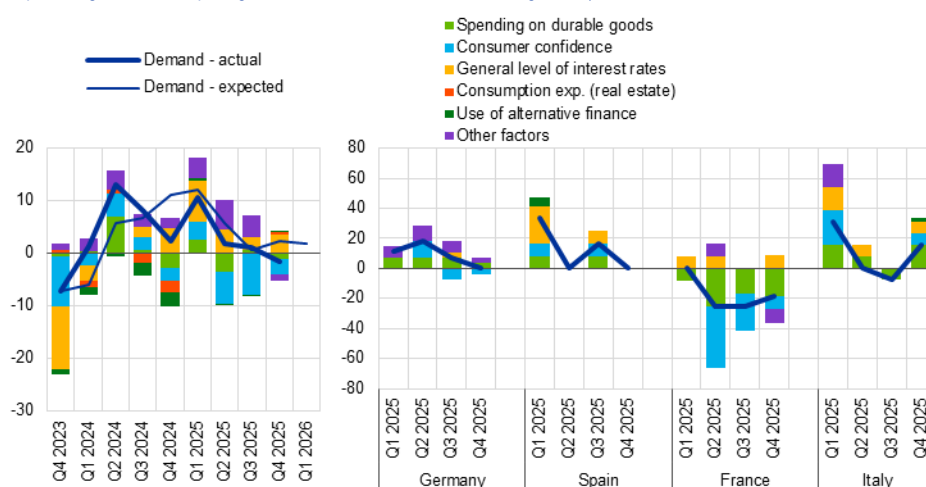 Demand - actual
Demand - expected
Spending on durable goods
Consumer confidence
General level of interest rates
Consumption exp. (real estate)
Use of alternative finance
Other factors
20
10
0
-10
-20
-30
Q4 2023
Q1 2024
Q2 2024
Q3 2024
Q4 2024
Q1 2025
Q2 2025
Q3 2025
Q4 2025
Q1 2026
80
60
40
20
0
-20
-40
-60
-80
Q1 2025
Q2 2025
Q3 2025
Q4 2025
Q1 2025
Q2 2025
Q3 2025
Q4 2025
Q1 2025
Q2 2025
Q3 2025
Q4 2025
Q1 2025
Q2 2025
Q3 2025
Q4 2025
Germany
Spain
France
Italy